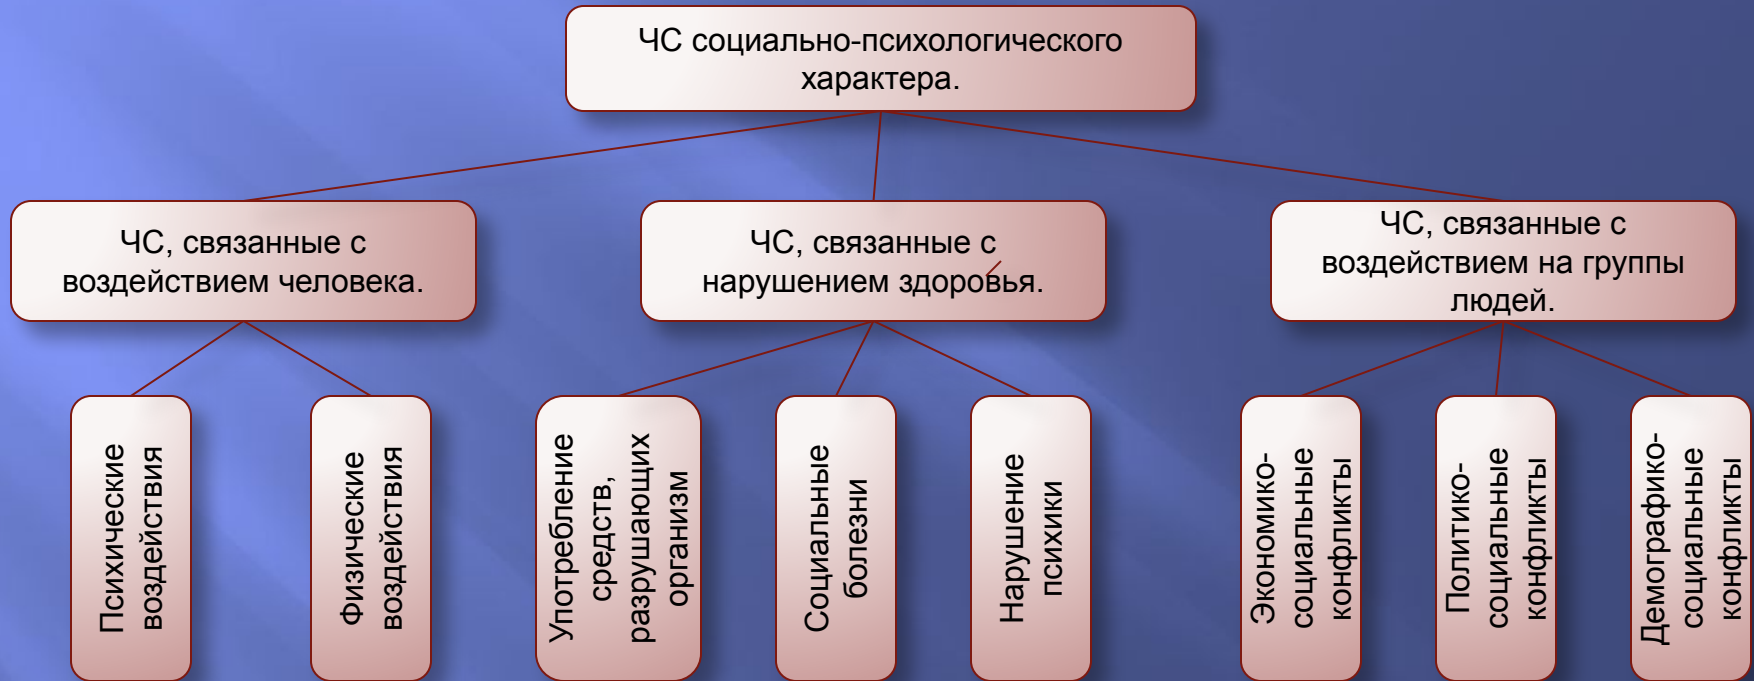 ЧС социально-психологического
характера.
ЧС, связанные с
воздействием человека.
ЧС, связанные с
нарушением здоровья.
ЧС, связанные с
воздействием на группы
людей.
Психические
воздействия
Физические
воздействия
Употребление
средств,
разрушающих
организм
Социальные
болезни
Нарушение
психики
Экономико-
социальные
конфликты
Политико-
социальные
конфликты
Демографико-
социальные
конфликты